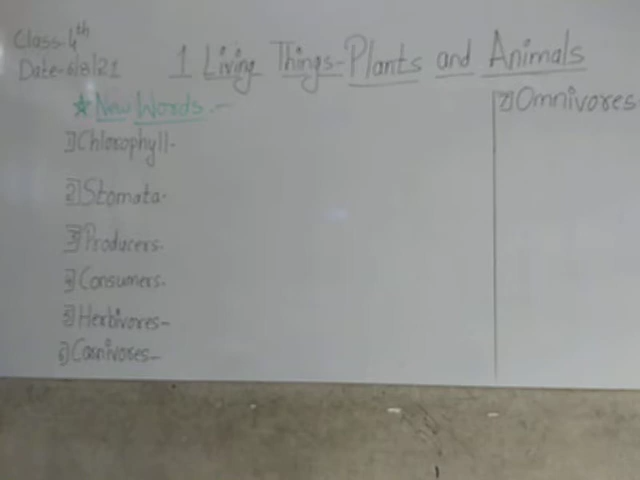 Class-4th
Date-6/8/21
1 Living Things-Plants and Animals
☆ New Words.-
1) Chlorophyll-
2) Stomata-
3) Producers-
4) Consumers-
5) Herbivores-
6) Carnivores-
7) Omnivores